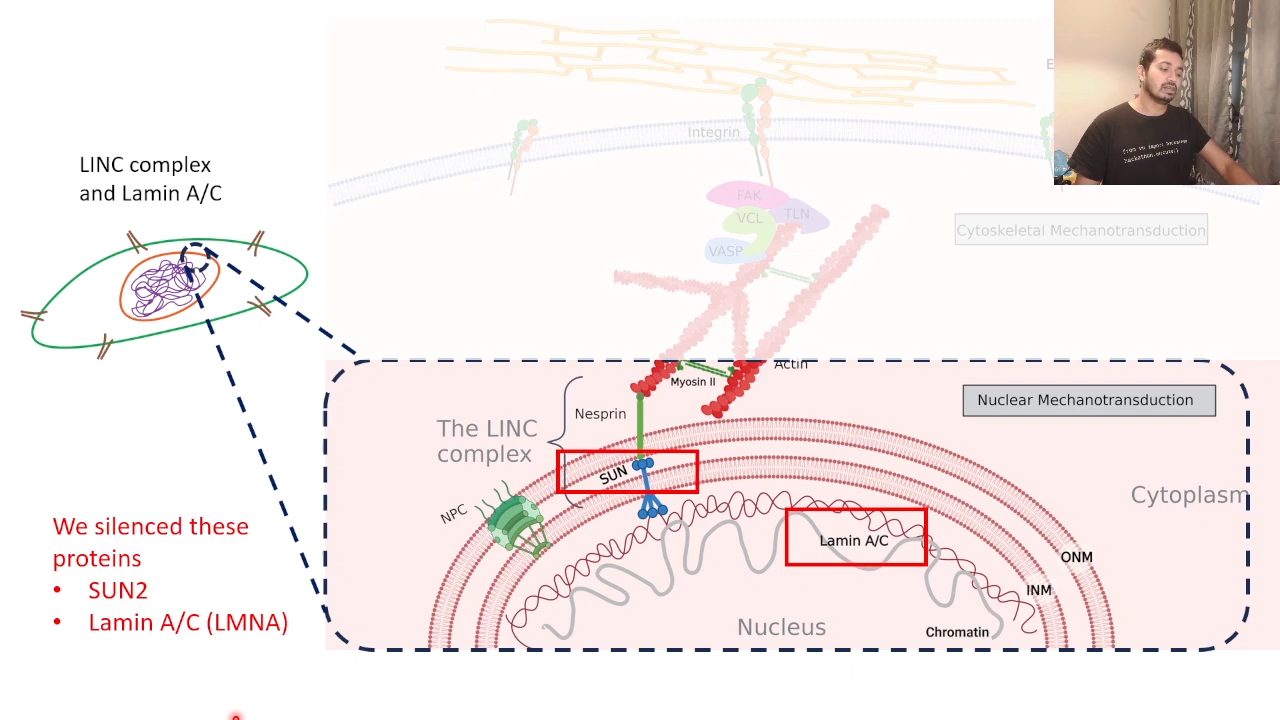 LINC complex
and Lamin A/C
We silenced these
proteins
• SUN2
• Lamin A/C (LMNA)
Integrin
FAK
VCL
TLN
VASP
Cytoskeletal Mechanotransduction
Actin
Myosin II
Nesprin
The LINC
complex
SUN
NPC
Nuclear Mechanotransduction
Cytoplasm
Lamin A/C
ONM
INM
Nucleus
Chromatin